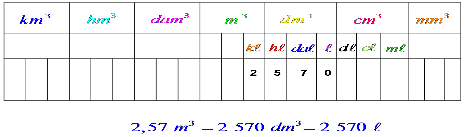 km³ hm³ dam³ m³ dm³ cm³ mm³
kℓ hℓ daℓ ℓ dℓ cℓ mℓ
2 5 7 0
2,57 m³ = 2 570 dm³ = 2 570 ℓ